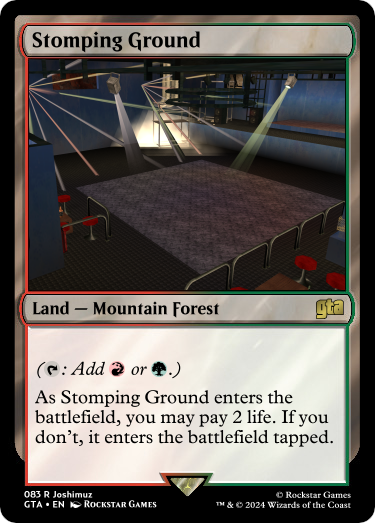 Stomping Ground
Land — Mountain Forest
gta
(: Add or .)
As Stomping Ground enters the
battlefield, you may pay 2 life. If you
don't, it enters the battlefield tapped.
083 R Joshimuz © Rockstar Games
GTA • EN Rockstar Games ™ & © 2024 Wizards of the Coast